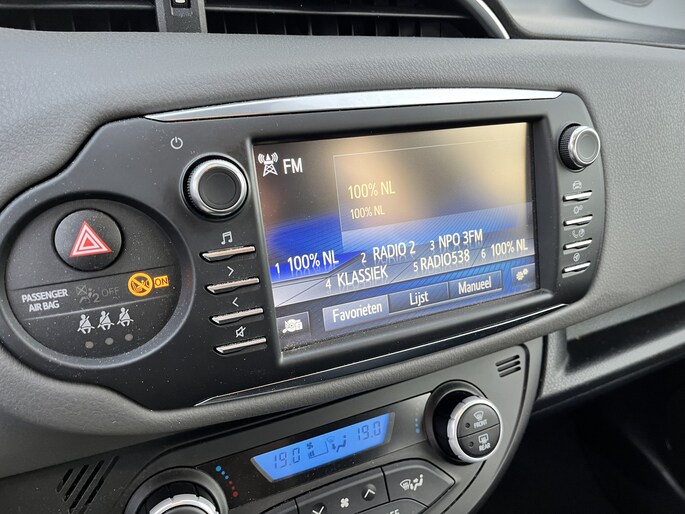 FM
100% NL
100% NL
1 100% NL 2 RADIO 2 3 NPO 3FM
4 KLASSIEK 5 RADIO538 6 100% NL
Favorieten Lijst Manueel
PASSENGER
AIR BAG
2 OFF
ON
19.0 19.0
FRONT
REAR